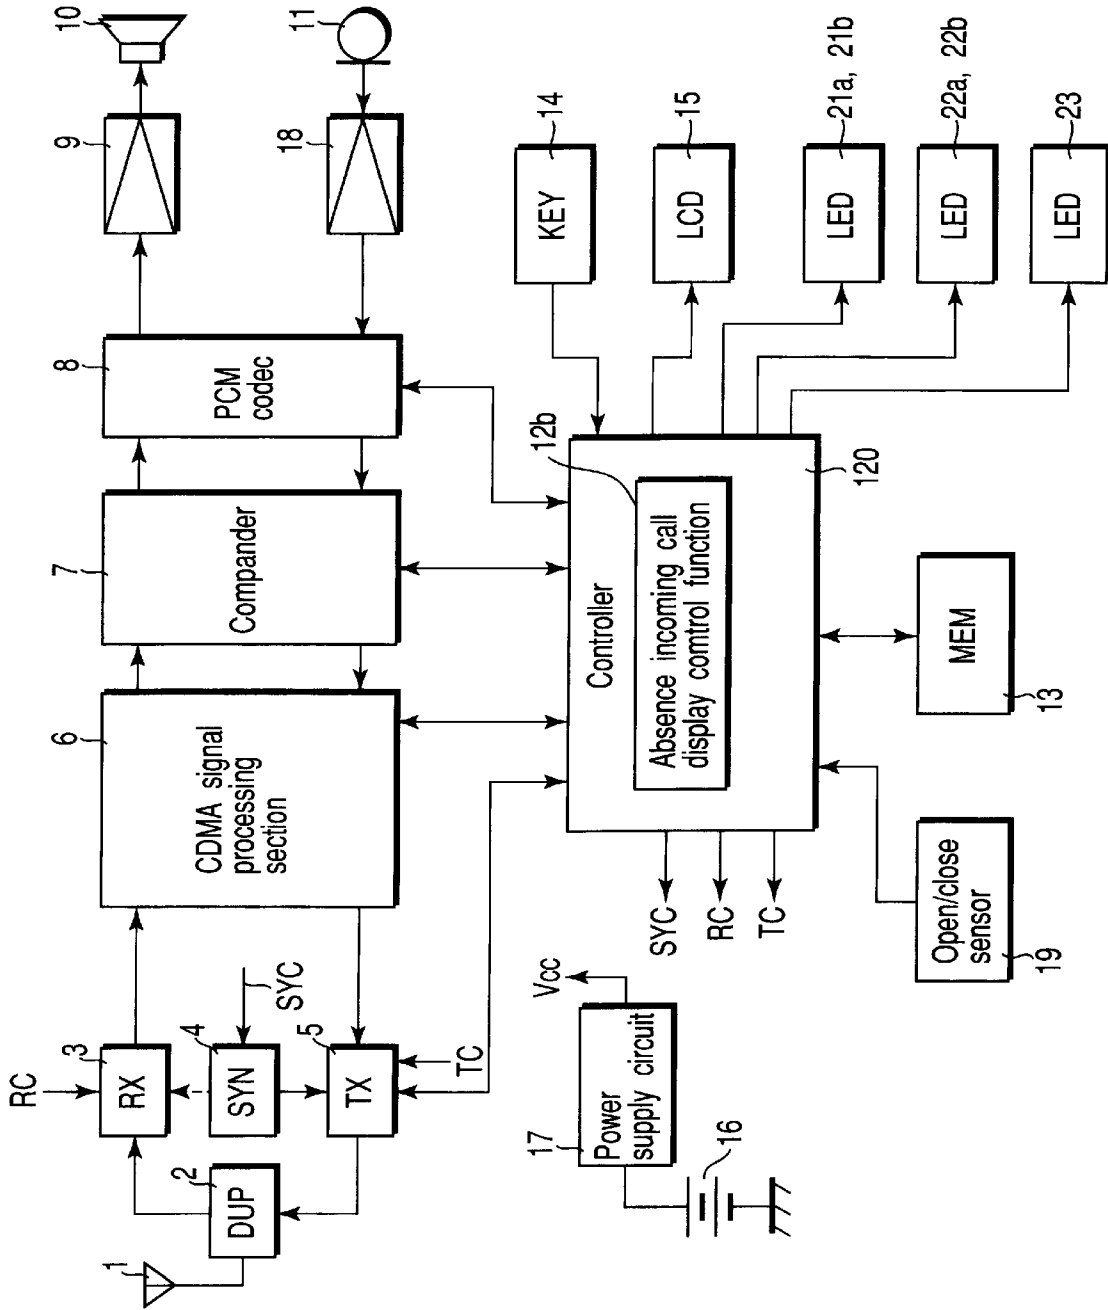 RC
3
RX
SYN
4
SYC
5
TX
TC
1
2
DUP
6
CDMA signal
processing
section
7
Compander
8
PCM
codec
9
10
18
11
17
Power
supply circuit
Vcc
16
SYC
RC
TC
Controller
12b
Absence incoming call
display comtrol function
120
KEY
14
LCD
15
LED
21a, 21b
LED
22a, 22b
LED
23
Open/close
sensor
19
MEM
13